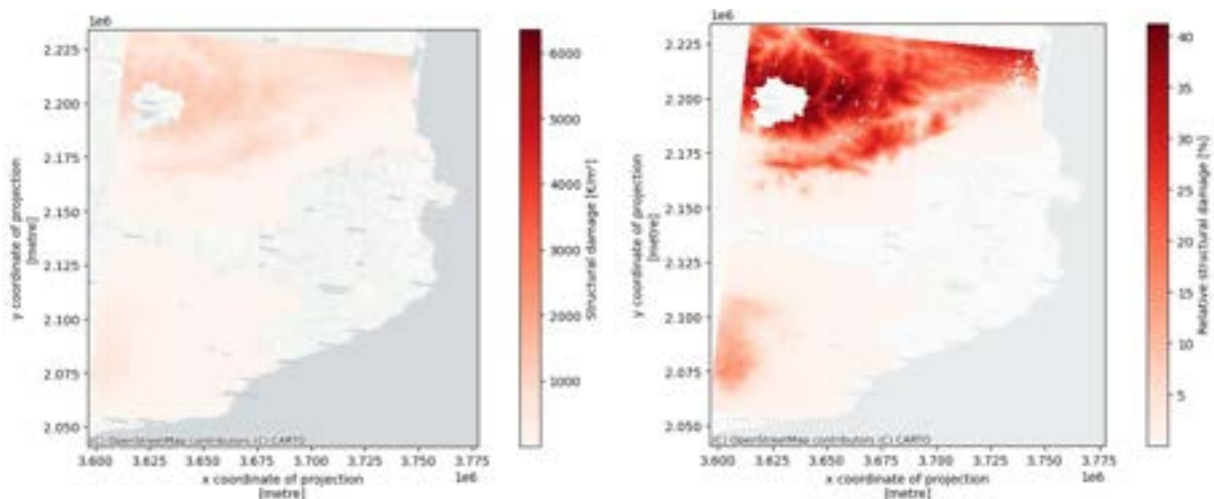 1e6
2.225
2.200
2.175
2.150
2.125
2.100
2.075
2.050
y coordinate of projection
[metre]
(C) OpenStreetMap contributors (C) CARTO
3.600 3.625 3.650 3.675 3.700 3.725 3.750 3.775
1e6
x coordinate of projection
[metre]
6000
5000
4000
3000
2000
1000
Structural damage [€/m²]
1e6
2.225
2.200
2.175
2.150
2.125
2.100
2.075
2.050
y coordinate of projection
[metre]
(C) OpenStreetMap contributors (C) CARTO
3.600 3.625 3.650 3.675 3.700 3.725 3.750 3.775
1e6
x coordinate of projection
[metre]
40
35
30
25
20
15
10
5
Relative structural damage [%]